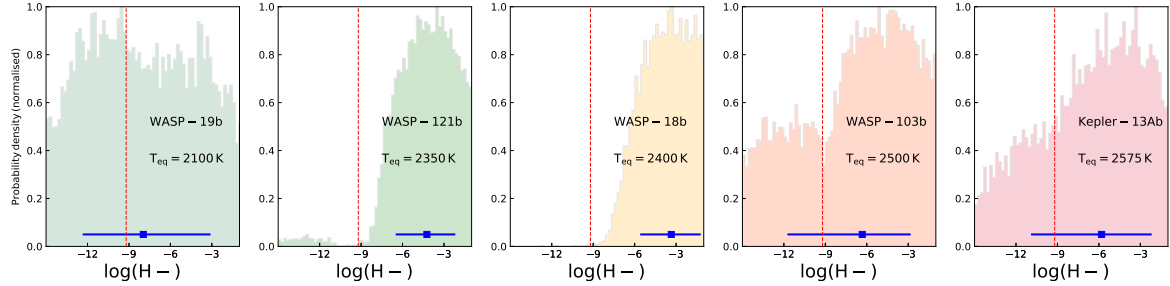 Probability density (normalised)
1.0
0.8
0.6
0.4
0.2
0.0
WASP−19b
T_eq = 2100 K
−12 −9 −6 −3
log(H−)
1.0
0.8
0.6
0.4
0.2
0.0
WASP−121b
T_eq = 2350 K
−12 −9 −6 −3
log(H−)
1.0
0.8
0.6
0.4
0.2
0.0
WASP−18b
T_eq = 2400 K
−12 −9 −6 −3
log(H−)
1.0
0.8
0.6
0.4
0.2
0.0
WASP−103b
T_eq = 2500 K
−12 −9 −6 −3
log(H−)
1.0
0.8
0.6
0.4
0.2
0.0
Kepler−13Ab
T_eq = 2575 K
−12 −9 −6 −3
log(H−)